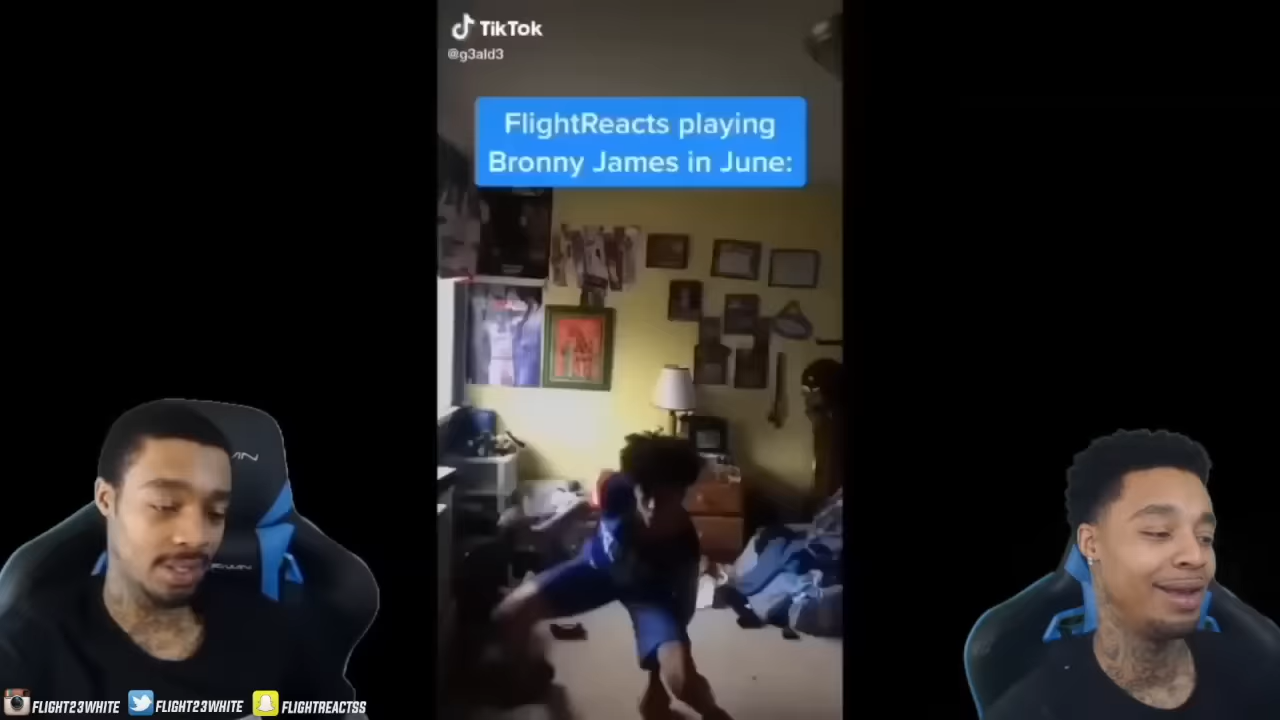 TikTok
@g3ald3
FlightReacts playing
Bronny James in June:
FLIGHT23WHITE
FLIGHT23WHITE
FLIGHTREACTSS